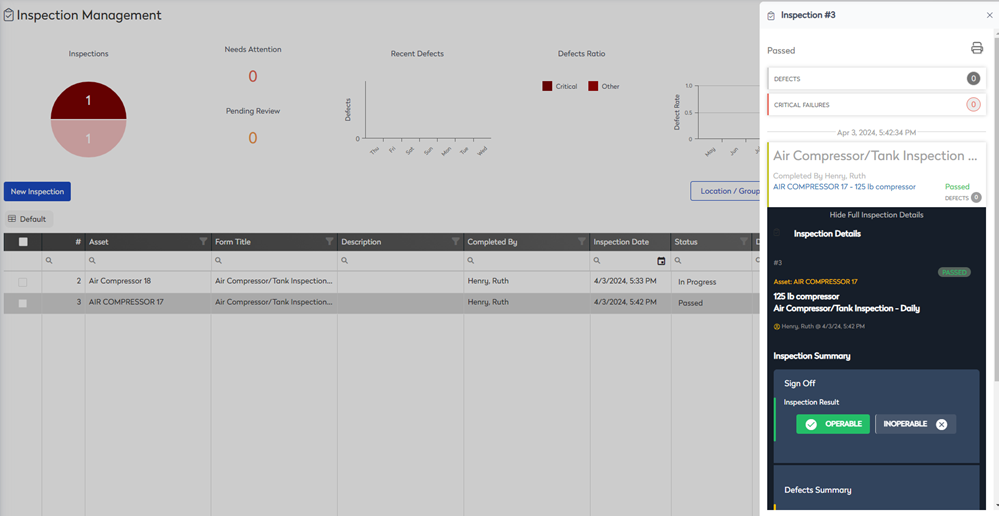 Inspection Management
Inspections
1
1
Needs Attention
0
Pending Review
0
Recent Defects
Defects
0
Thu
Fri
Sat
Sun
Mon
Tue
Wed
Defects Ratio
Critical
Other
Defect Rate
1.0
0.5
0.0
May
Jun
New Inspection
Location / Group
Default
#
Asset
Form Title
Description
Completed By
Inspection Date
Status
D
2
Air Compressor 18
Air Compressor/Tank Inspection...
Henry, Ruth
4/3/2024, 5:33 PM
In Progress
3
AIR COMPRESSOR 17
Air Compressor/Tank Inspection...
Henry, Ruth
4/3/2024, 5:42 PM
Passed
Inspection #3
Passed
DEFECTS
0
CRITICAL FAILURES
0
Apr 3, 2024, 5:42:34 PM
Air Compressor/Tank Inspection ...
Completed By Henry, Ruth
AIR COMPRESSOR 17 - 125 lb compressor
Passed
DEFECTS 0
Hide Full Inspection Details
Inspection Details
#3
PASSED
Asset: AIR COMPRESSOR 17
125 lb compressor
Air Compressor/Tank Inspection - Daily
Henry, Ruth @ 4/3/24, 5:42 PM
Inspection Summary
Sign Off
Inspection Result
OPERABLE
INOPERABLE
Defects Summary